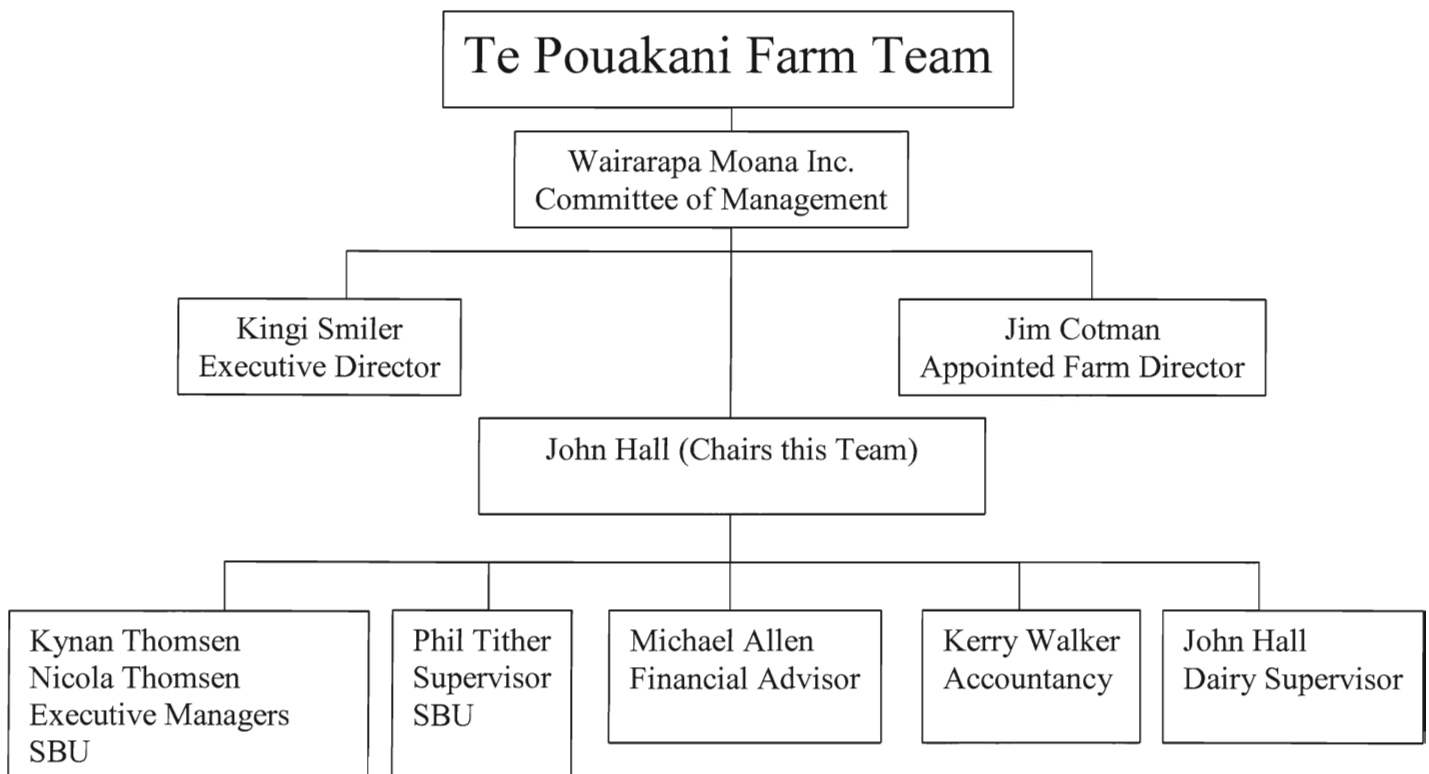 Te Pouakani Farm Team
Wairarapa Moana Inc.
Committee of Management
Kingi Smiler
Executive Director
Jim Cotman
Appointed Farm Director
John Hall (Chairs this Team)
Kynan Thomsen
Nicola Thomsen
Executive Managers
SBU
Phil Tither
Supervisor
SBU
Michael Allen
Financial Advisor
Kerry Walker
Accountancy
John Hall
Dairy Supervisor